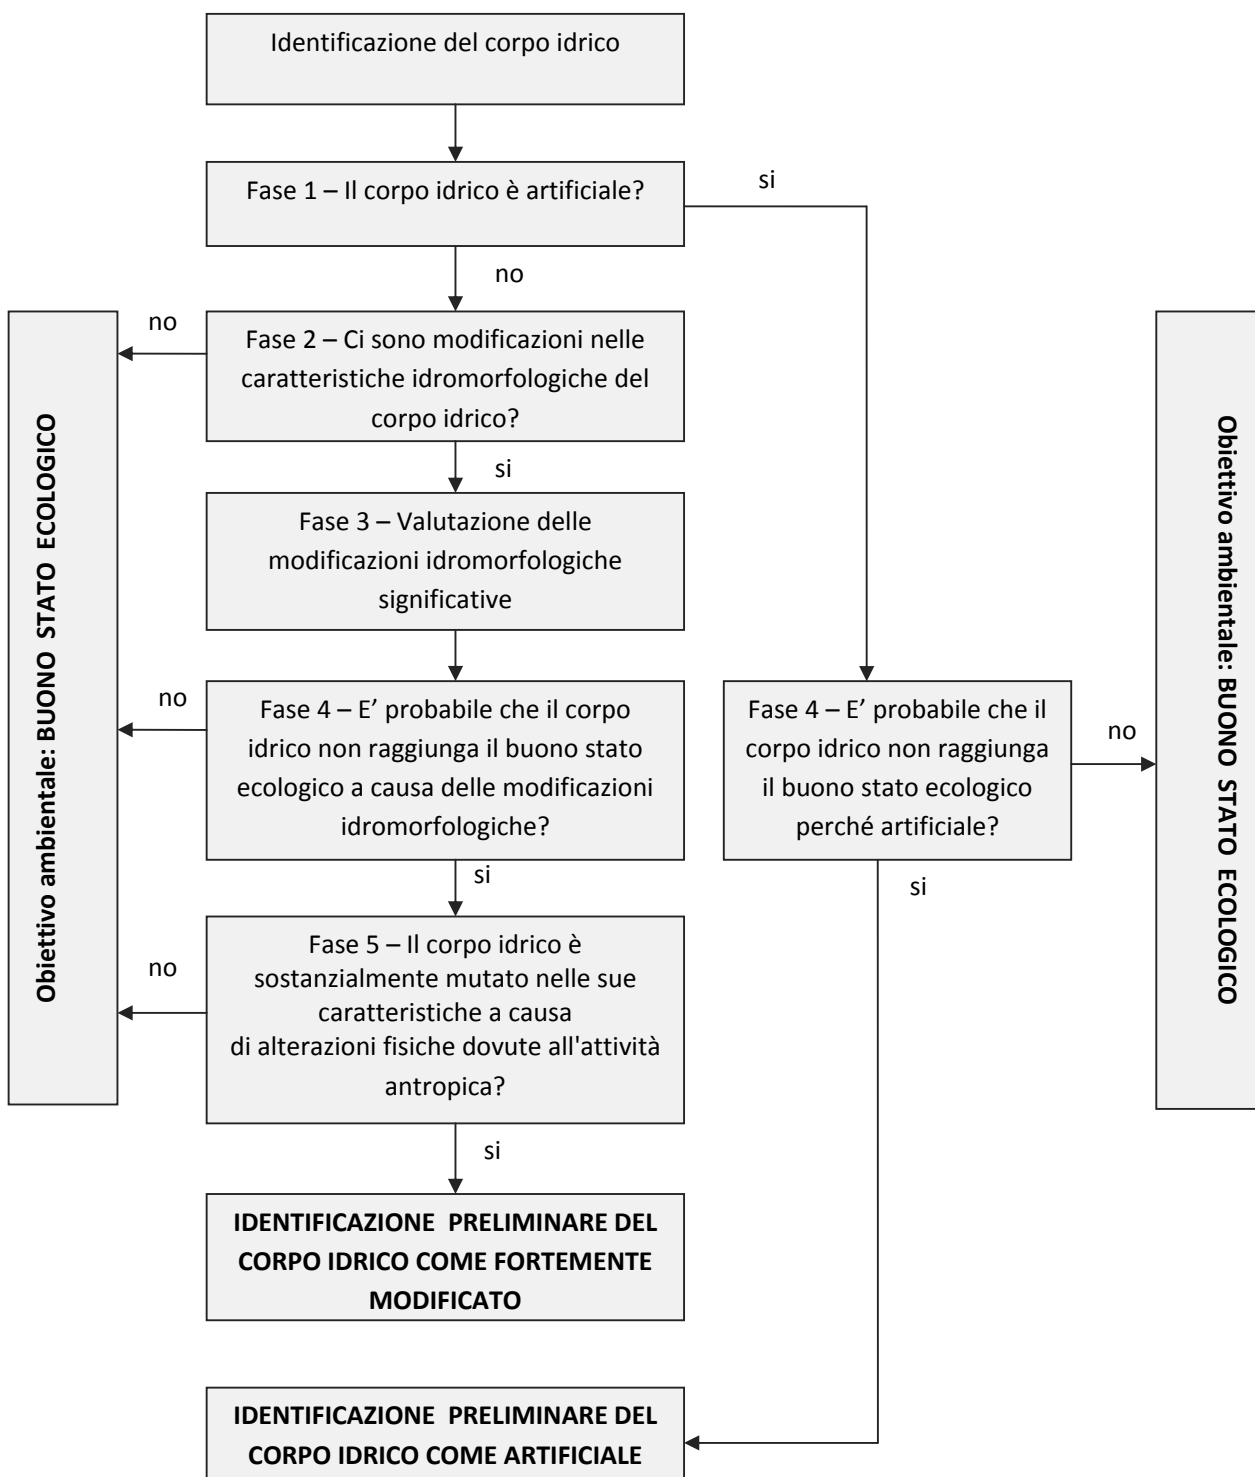 Identificazione del corpo idrico
Fase 1 – Il corpo idrico è artificiale?
si
no
no
Fase 2 – Ci sono modificazioni nelle
caratteristiche idromorfologiche del
corpo idrico?
si
Obiettivo ambientale: BUONO STATO ECOLOGICO
Obiettivo ambientale: BUONO STATO ECOLOGICO
Fase 3 – Valutazione delle
modificazioni idromorfologiche
significative
no
Fase 4 – E’ probabile che il corpo
idrico non raggiunga il buono stato
ecologico a causa delle modificazioni
idromorfologiche?
Fase 4 – E’ probabile che il
corpo idrico non raggiunga
il buono stato ecologico
perché artificiale?
no
si
si
no
Fase 5 – Il corpo idrico è
sostanzialmente mutato nelle sue
caratteristiche a causa
di alterazioni fisiche dovute all'attività
antropica?
si
IDENTIFICAZIONE PRELIMINARE DEL
CORPO IDRICO COME FORTEMENTE
MODIFICATO
IDENTIFICAZIONE PRELIMINARE DEL
CORPO IDRICO COME ARTIFICIALE